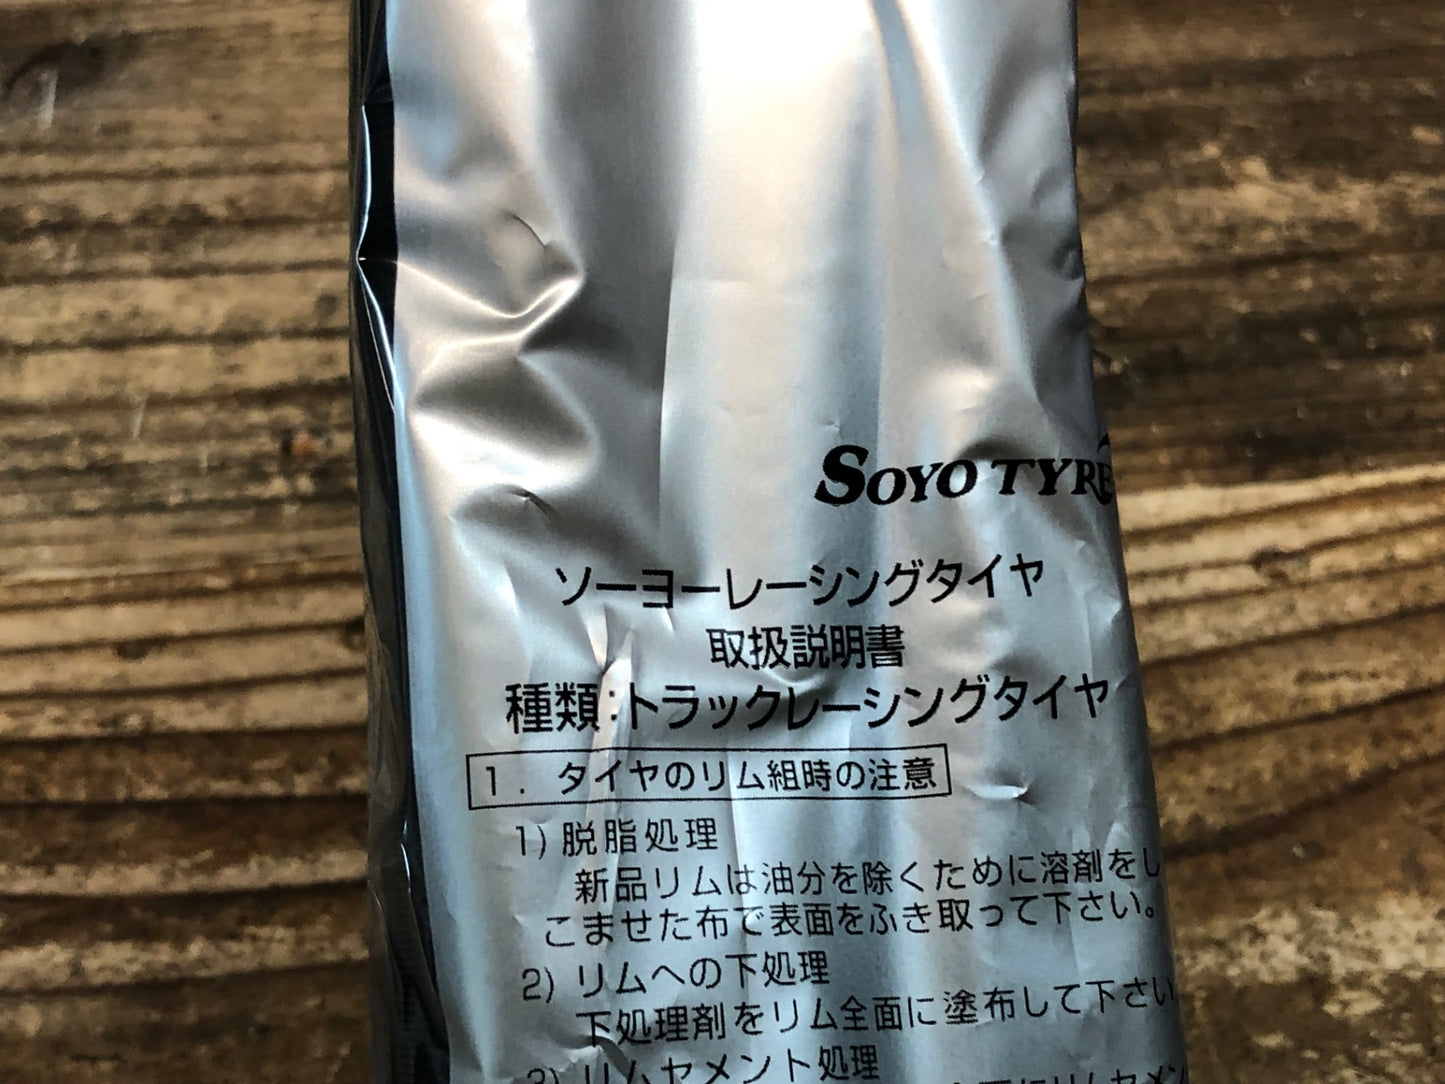 SOYO TYRE
ソーヨーレーシングタイヤ
取扱説明書
種類:トラックレーシングタイヤ
1. タイヤのリム組時の注意
1) 脱脂処理
新品リムは油分を除くために溶剤をし
こませた布で表面をふき取って下さい。
2) リムへの下処理
下処理剤をリム全面に塗布して下さい
3) リムセメント処理